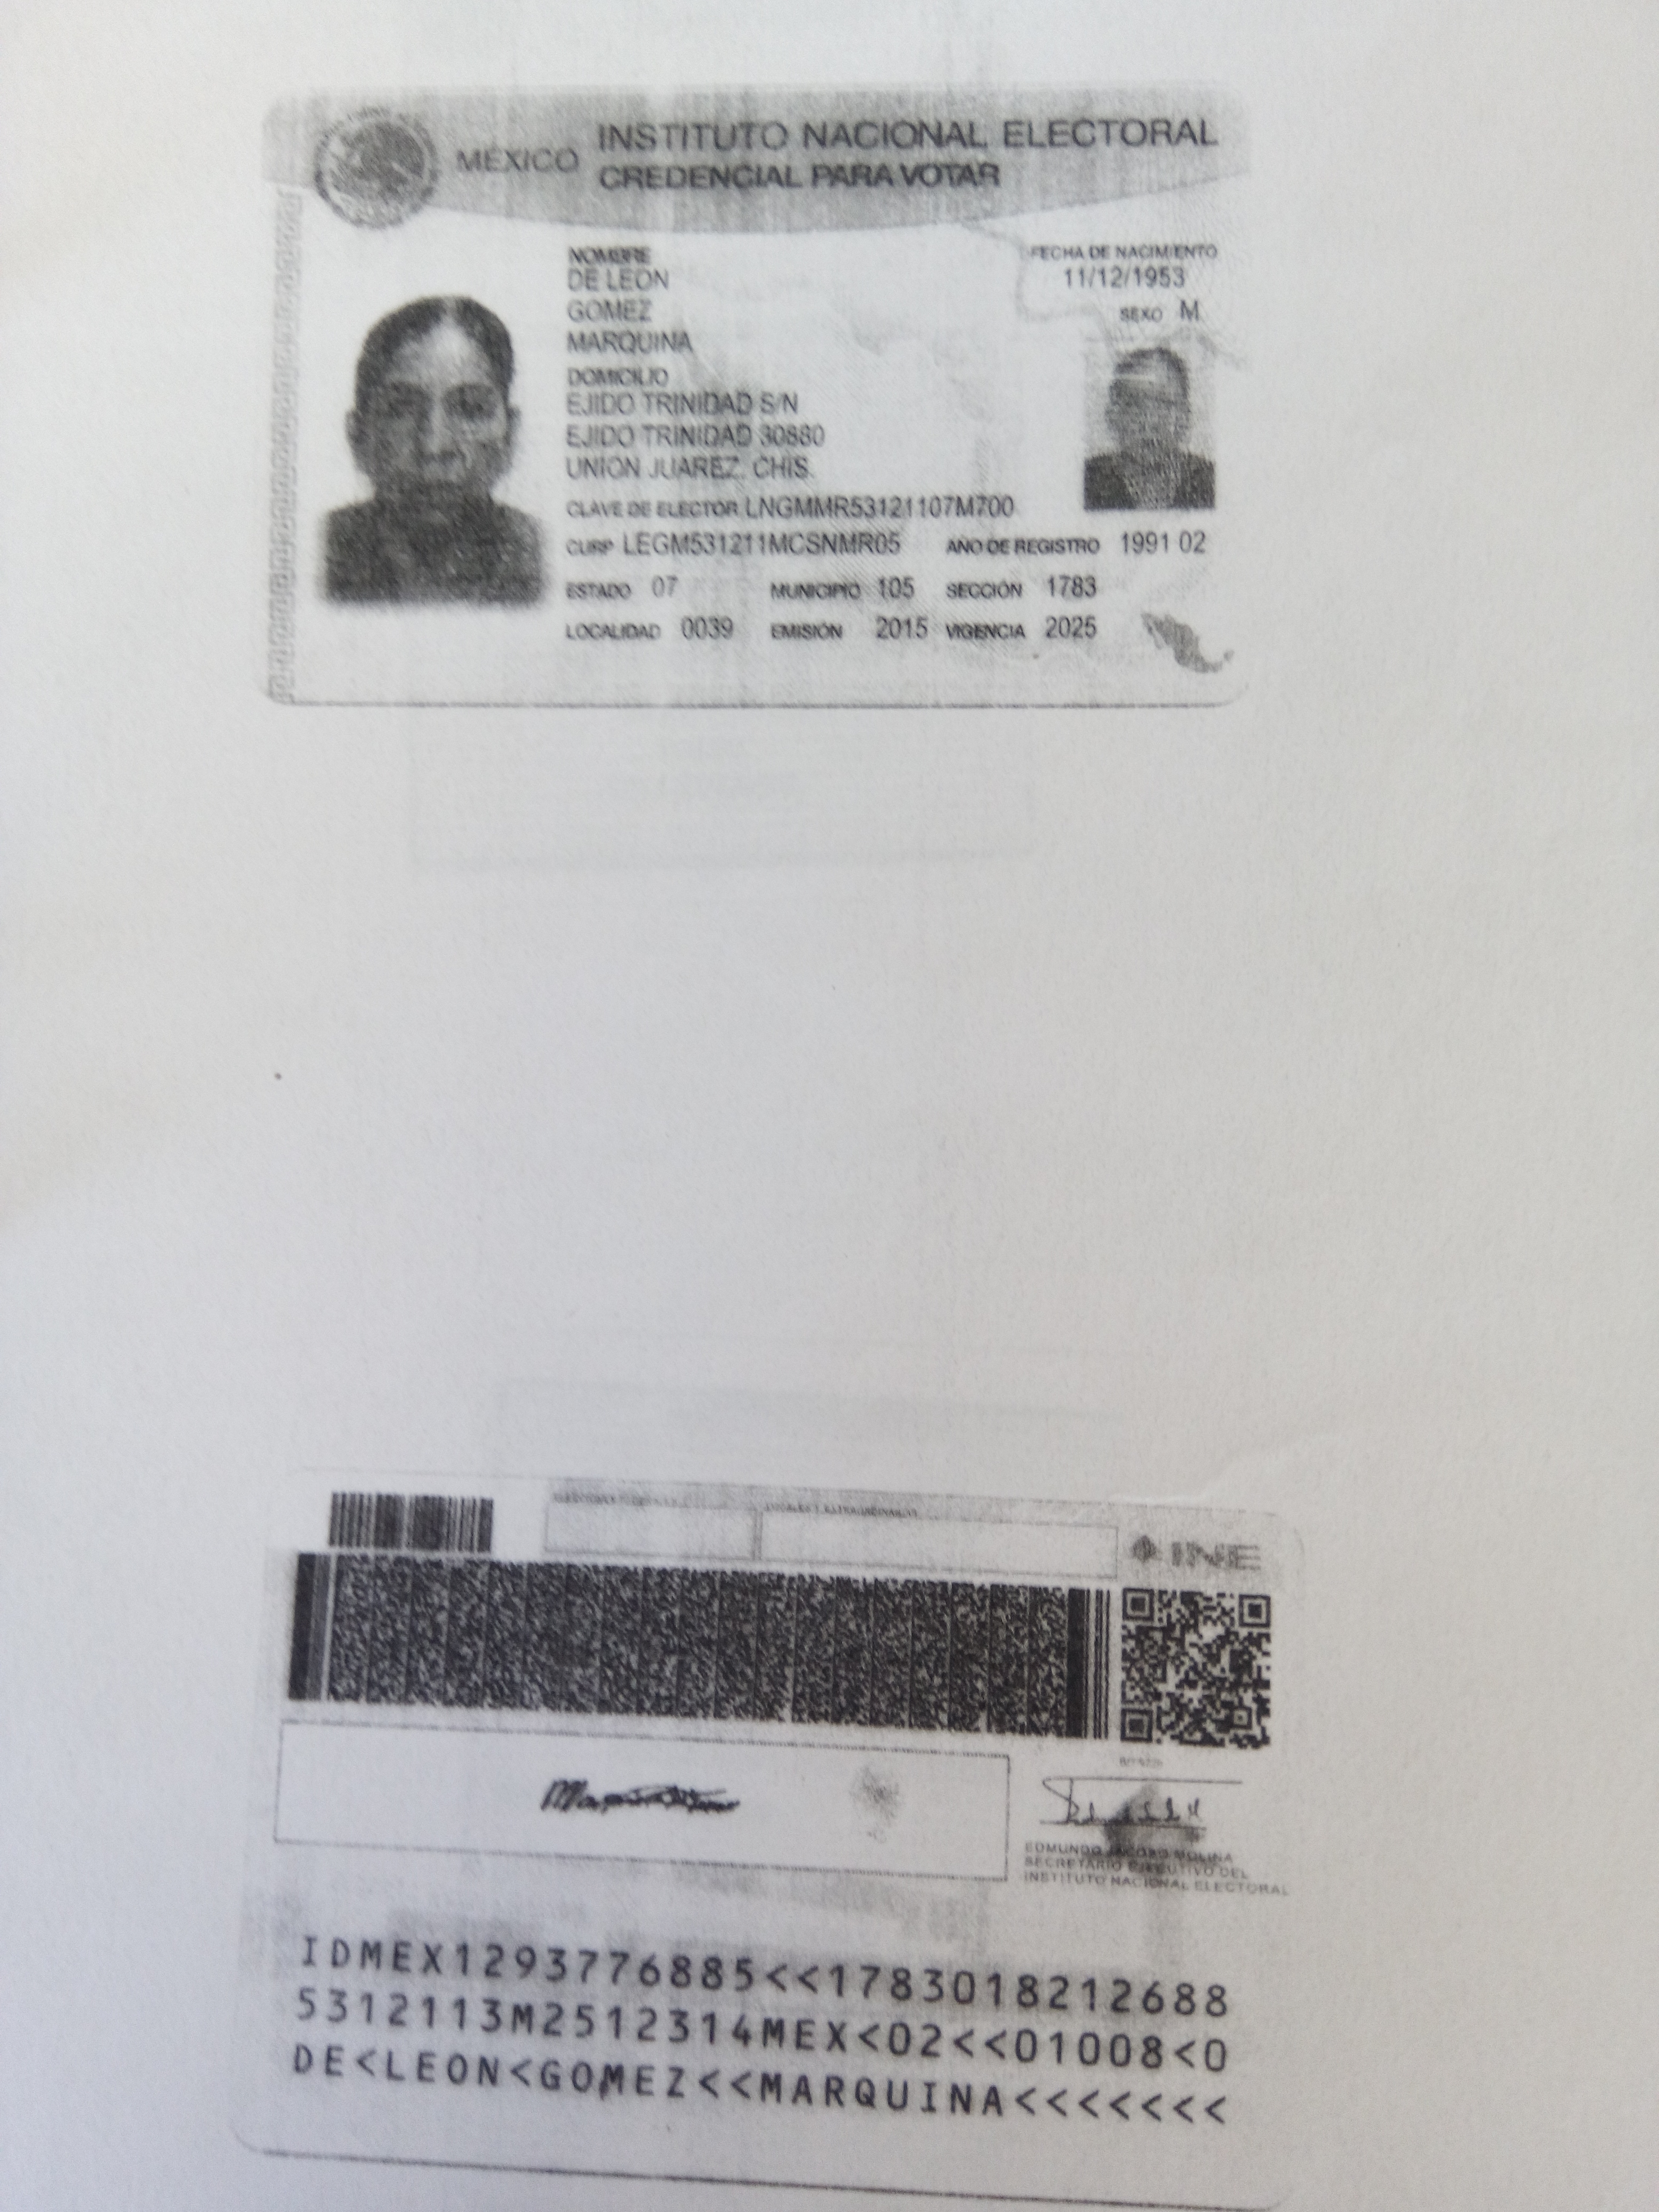 MÉXICO
INSTITUTO NACIONAL ELECTORAL
CREDENCIAL PARA VOTAR
NOMBRE
DE LEON
GOMEZ
MARQUINA
FECHA DE NACIMIENTO
11/12/1953
SEXO M
DOMICILIO
EJIDO TRINIDAD S/N
EJIDO TRINIDAD 30880
UNION JUAREZ, CHIS.
CLAVE DE ELECTOR LNGMMR53121107M700
CURP LEGM531211MCSNMR05 AÑO DE REGISTRO 1991 02
ESTADO 07 MUNICIPIO 105 SECCIÓN 1783
LOCALIDAD 0039 EMISIÓN 2015 VIGENCIA 2025
INE
EDMUNDO JACOBO MOLINA
SECRETARIO EJECUTIVO DEL
INSTITUTO NACIONAL ELECTORAL
IDMEX1293776885<<1783018212688
5312113M2512314MEX<02<<01008<0
DE<LEON<GOMEZ<<MARQUINA<<<<<<<